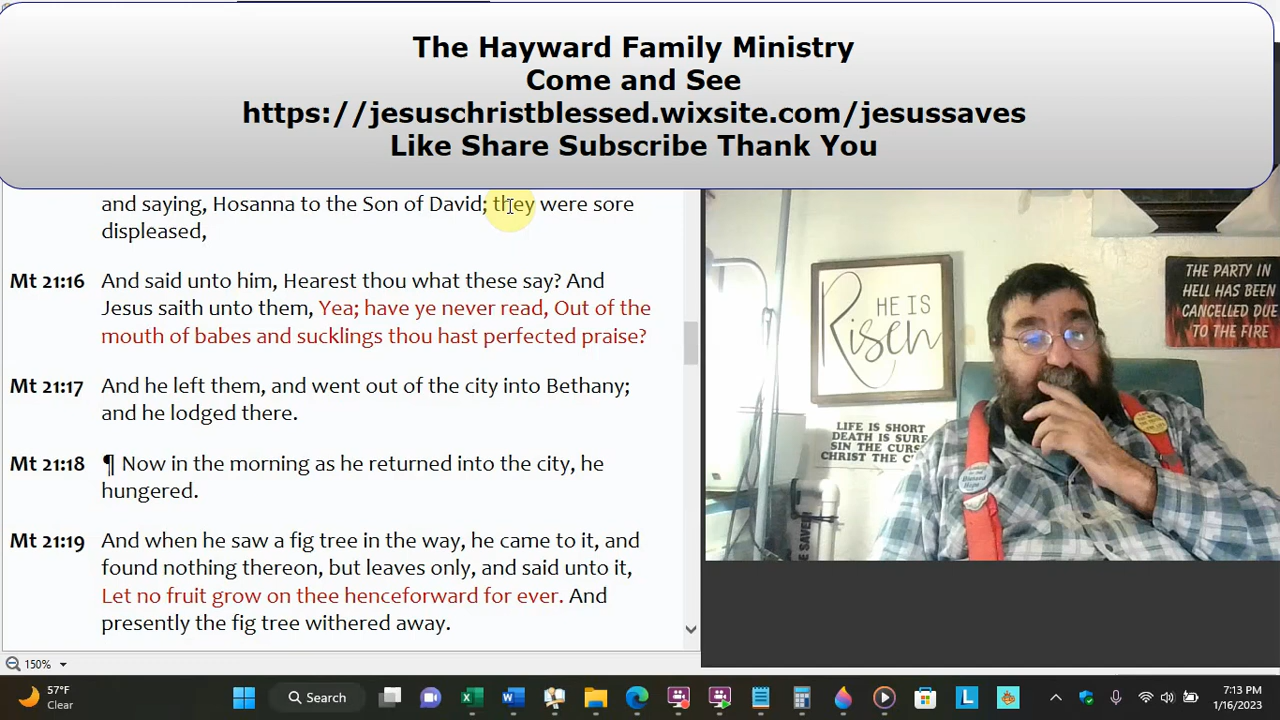 The Hayward Family Ministry
Come and See
https://jesuschristblessed.wixsite.com/jesussaves
Like Share Subscribe Thank You
and saying, Hosanna to the Son of David; they were sore
displeased,
Mt 21:16 And said unto him, Hearest thou what these say? And
Jesus saith unto them, Yea; have ye never read, Out of the
mouth of babes and sucklings thou hast perfected praise?
Mt 21:17 And he left them, and went out of the city into Bethany;
and he lodged there.
Mt 21:18 ¶ Now in the morning as he returned into the city, he
hungered.
Mt 21:19 And when he saw a fig tree in the way, he came to it, and
found nothing thereon, but leaves only, and said unto it,
Let no fruit grow on thee henceforward for ever. And
presently the fig tree withered away.
HE IS
Risen
THE PARTY IN
HELL HAS BEEN
CANCELLED DUE
TO THE FIRE
LIFE IS SHORT
DEATH IS SURE
SIN THE CURS
CHRIST THE C
Blessed
Hope
150%
57°F
Clear
Search
L
7:13 PM
1/16/2023